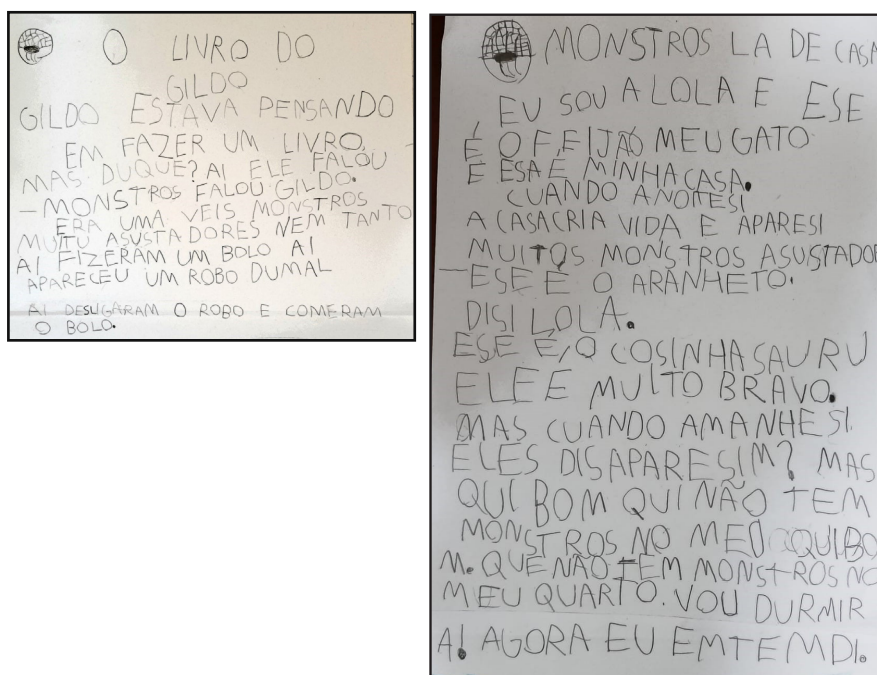 O LIVRO DO
GILDO
GILDO ESTAVA PENSANDO
EM FAZER UM LIVRO,
MAS DUQUE? AI ELE FALOU
— MONSTROS FALOU GILDO.
ERA UMA VEIS MONSTROS
MUITU ASUSTADORES NEM TANTO
AI FIZERAM UM BOLO AI
APARECEU UM ROBO DUMAL
AI DESLIGARAM O ROBO E COMERAM
O BOLO.
MONSTROS LA DE CASA
EU SOU A LOLA E ESE
É O FEIJÃO MEU GATO
E ESA É MINHA CASA.
CUANDO ANOITESI
A CASA CRIA VIDA E APARESI
MUITOS MONSTROS ASUSTADOR
— ESE É O ARANHETO.
DISI LOLA.
ESE É O COSINHASAURU
ELE E MUITO BRAVO.
MAS CUANDO AMANHESI
ELES DISAPARESIM? MAS
QUI BOM QUI NÃO TEM
MONSTROS NO MEU QUIBO
M. QUE NÃO TEM MONSTROS NO
MEU QUARTO. VOU DURMIR
A! AGORA EU EMTEMDI.